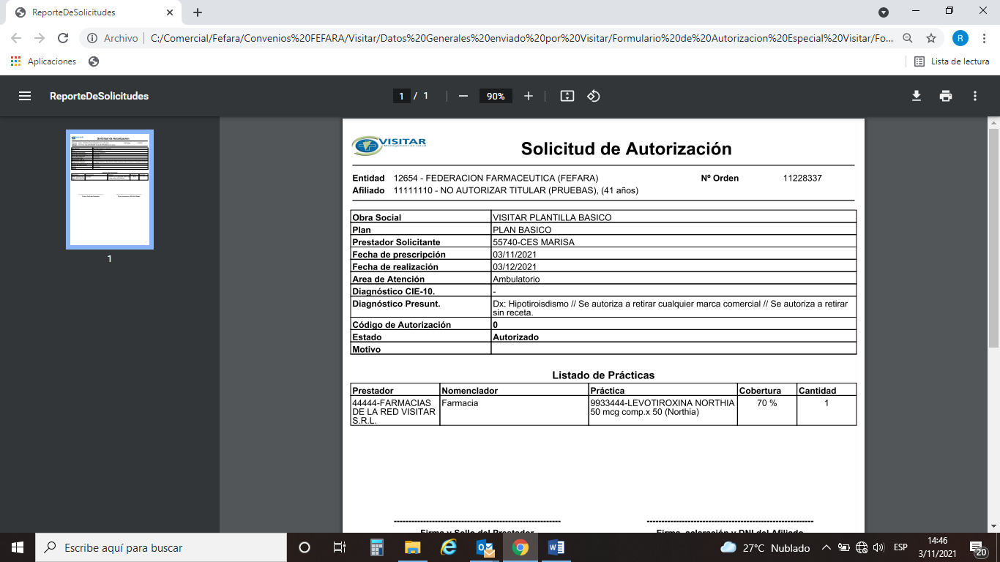 ReporteDeSolicitudes
Archivo
C:/Comercial/Fefara/Convenios%20FEFARA/Visitar/Datos%20Generales%20enviado%20por%20Visitar/Formulario%20de%20Autorizacion%20Especial%20Visitar/Fo...
R
Aplicaciones
Lista de lectura
ReporteDeSolicitudes
1 / 1
90%
1
VISITAR
Management en salud
Solicitud de Autorización
Entidad 12654 - FEDERACION FARMACEUTICA (FEFARA) Nº Orden 11228337
Afiliado 11111110 - NO AUTORIZAR TITULAR (PRUEBAS), (41 años)
Obra Social VISITAR PLANTILLA BASICO
Plan PLAN BASICO
Prestador Solicitante 55740-CES MARISA
Fecha de prescripción 03/11/2021
Fecha de realización 03/12/2021
Area de Atención Ambulatorio
Diagnóstico CIE-10. -
Diagnóstico Presunt. Dx: Hipotiroisdismo // Se autoriza a retirar cualquier marca comercial // Se autoriza a retirar
sin receta.
Código de Autorización 0
Estado Autorizado
Motivo
Listado de Prácticas
Prestador Nomenclador Práctica Cobertura Cantidad
44444-FARMACIAS Farmacia 9933444-LEVOTIROXINA NORTHIA 70 % 1
DE LA RED VISITAR 50 mcg comp.x 50 (Northia)
S.R.L.
Firma y Sello del Prestador Firma, aclaración y DNI del Afiliado
Escribe aquí para buscar
27°C Nublado
ESP
14:46
3/11/2021
20